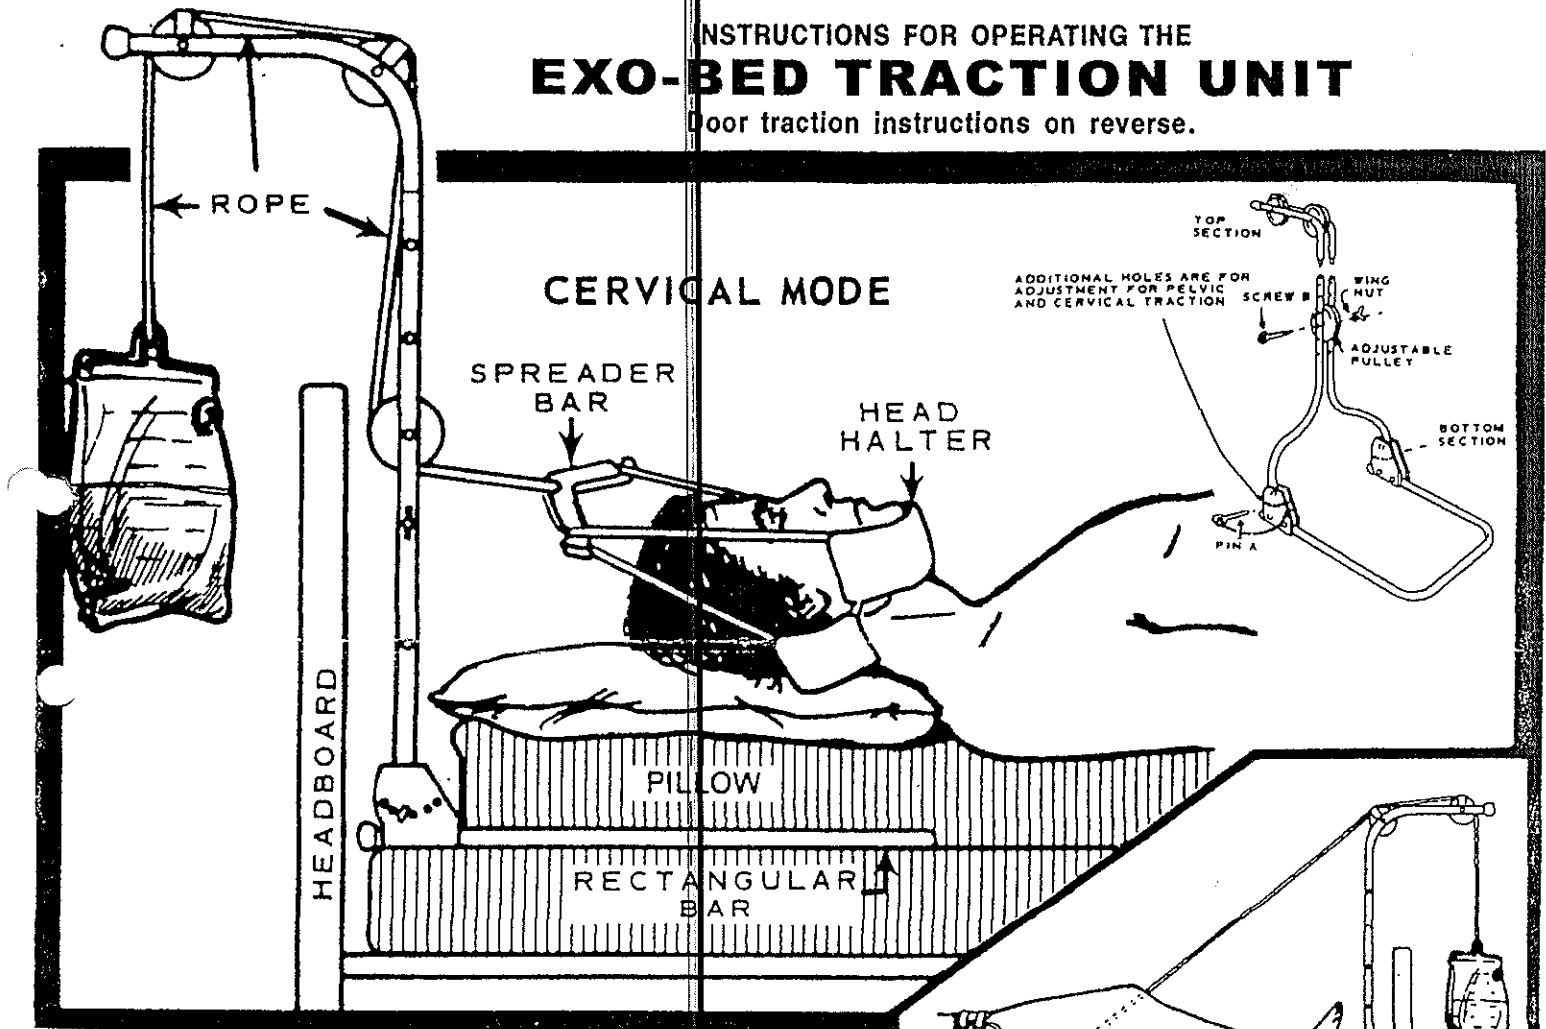 INSTRUCTIONS FOR OPERATING THE
EXO-BED TRACTION UNIT
Door traction instructions on reverse.
ROPE
CERVICAL MODE
SPREADER
BAR
HEAD
HALTER
TOP
SECTION
ADDITIONAL HOLES ARE FOR
ADJUSTMENT FOR PELVIC
AND CERVICAL TRACTION
SCREW B
WING
NUT
ADJUSTABLE
PULLEY
BOTTOM
SECTION
PIN A
HEADBOARD
PILLOW
RECTANGULAR
BAR